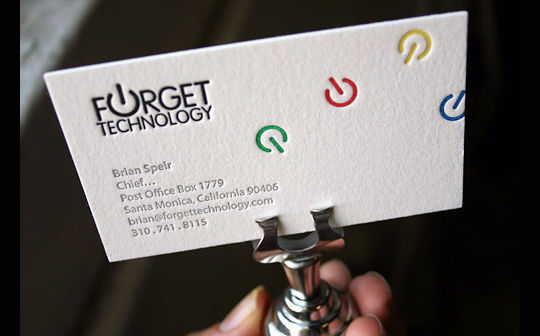 FORGET
TECHNOLOGY
Brian Speir
Chief...
Post Office Box 1779
Santa Monica, California 90406
brian@forgettechnology.com
310.741.8115